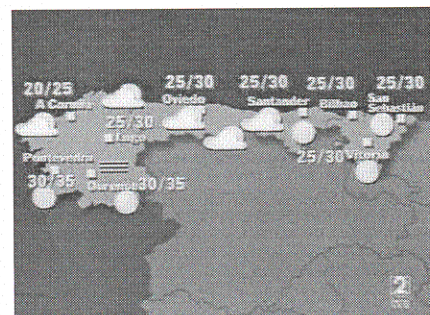 20/25
A Coruña
25/30
Lugo
25/30
Oviedo
25/30
Santander
25/30
Bilbao
25/30
San
Sebastián
Pontevedra
30/35
Ourense
30/35
25/30
Vitoria
2